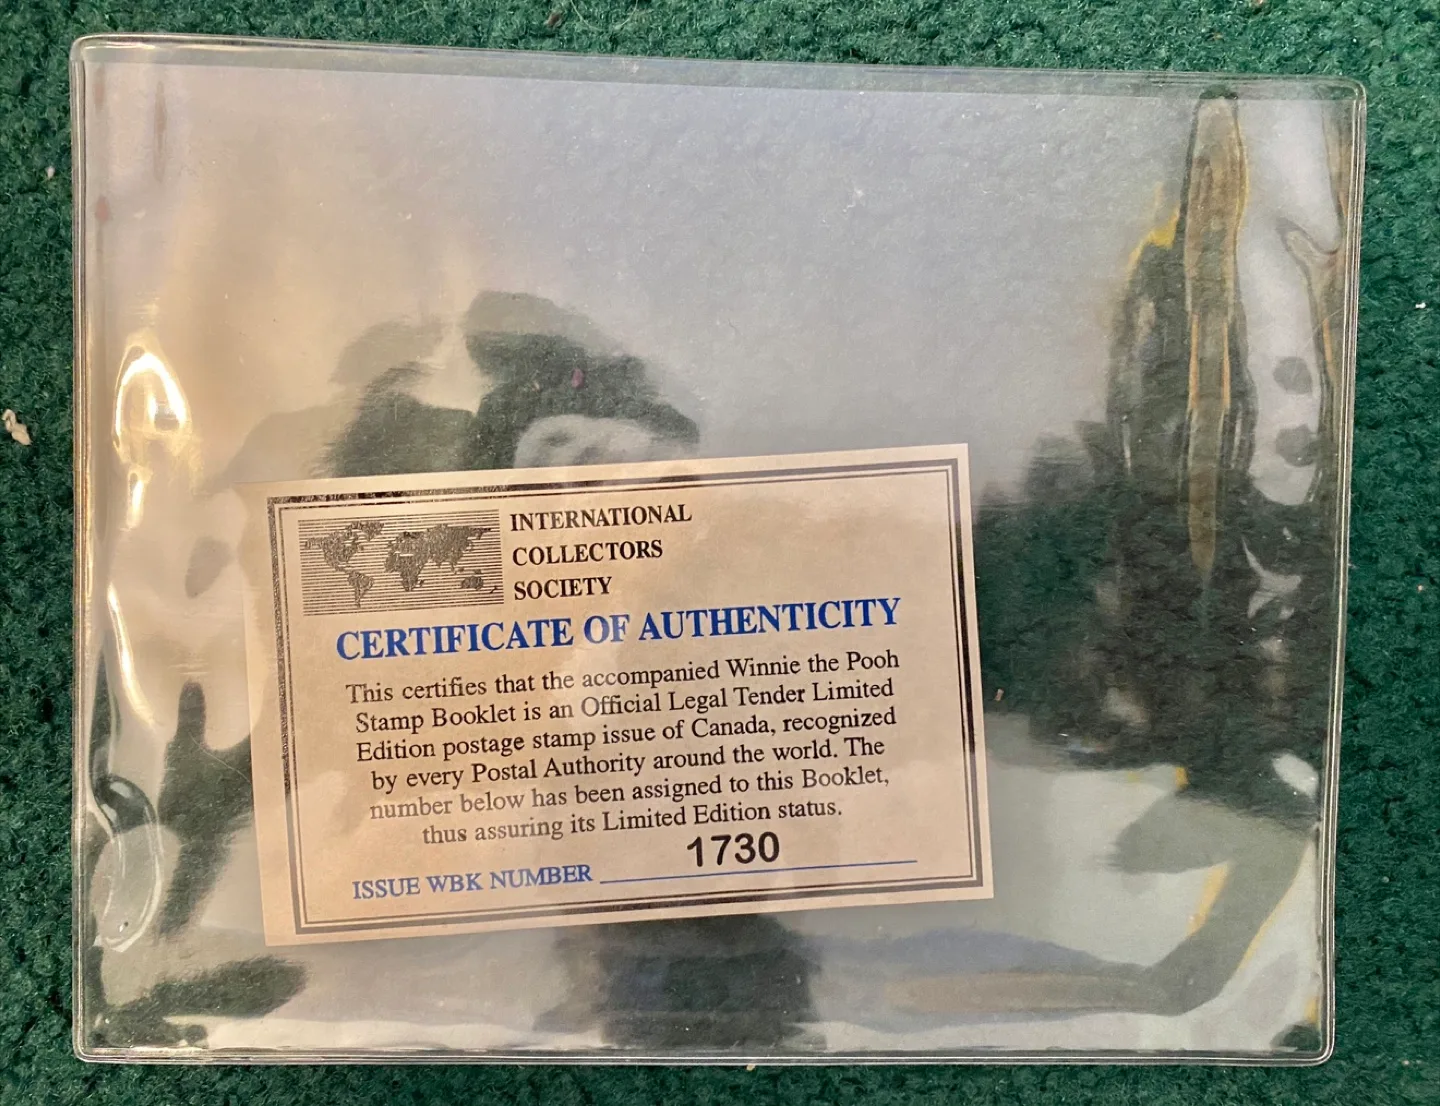 INTERNATIONAL
COLLECTORS
SOCIETY
CERTIFICATE OF AUTHENTICITY
This certifies that the accompanied Winnie the Pooh
Stamp Booklet is an Official Legal Tender Limited
Edition postage stamp issue of Canada, recognized
by every Postal Authority around the world. The
number below has been assigned to this Booklet,
thus assuring its Limited Edition status.
ISSUE WBK NUMBER 1730